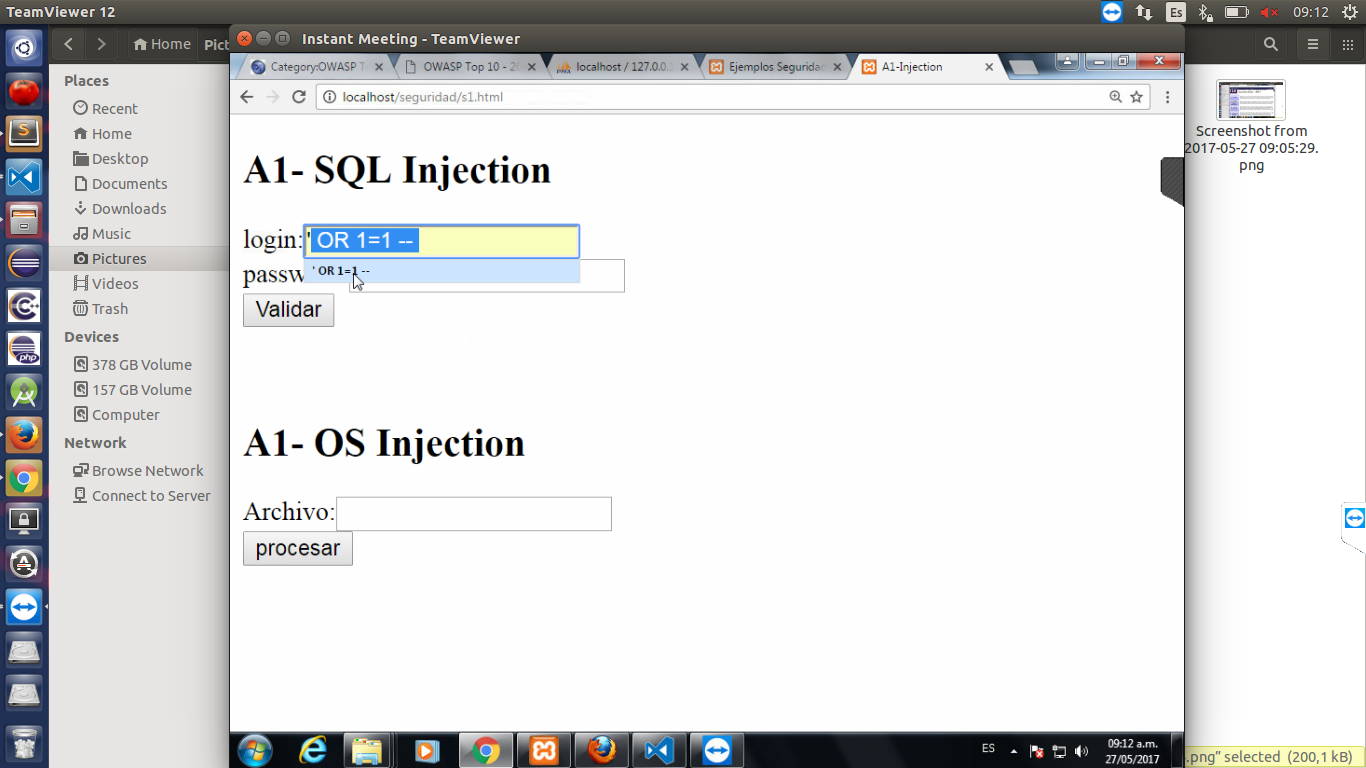 TeamViewer 12
Es
09:12
Home
Pict
Instant Meeting - TeamViewer
Category:OWASP T
OWASP Top 10 - 20
localhost / 127.0.0.
Ejemplos Seguridad
A1-Injection
localhost/seguridad/s1.html
Places
Recent
Home
Desktop
Documents
Downloads
Music
Pictures
Videos
Trash
Devices
378 GB Volume
157 GB Volume
Computer
Network
Browse Network
Connect to Server
A1- SQL Injection
login:
' OR 1=1 --
passw
' OR 1=1 --
Validar
A1- OS Injection
Archivo:
procesar
Screenshot from
2017-05-27 09:05:29.
png
ES
09:12 a.m.
27/05/2017
.png" selected (200,1 kB)